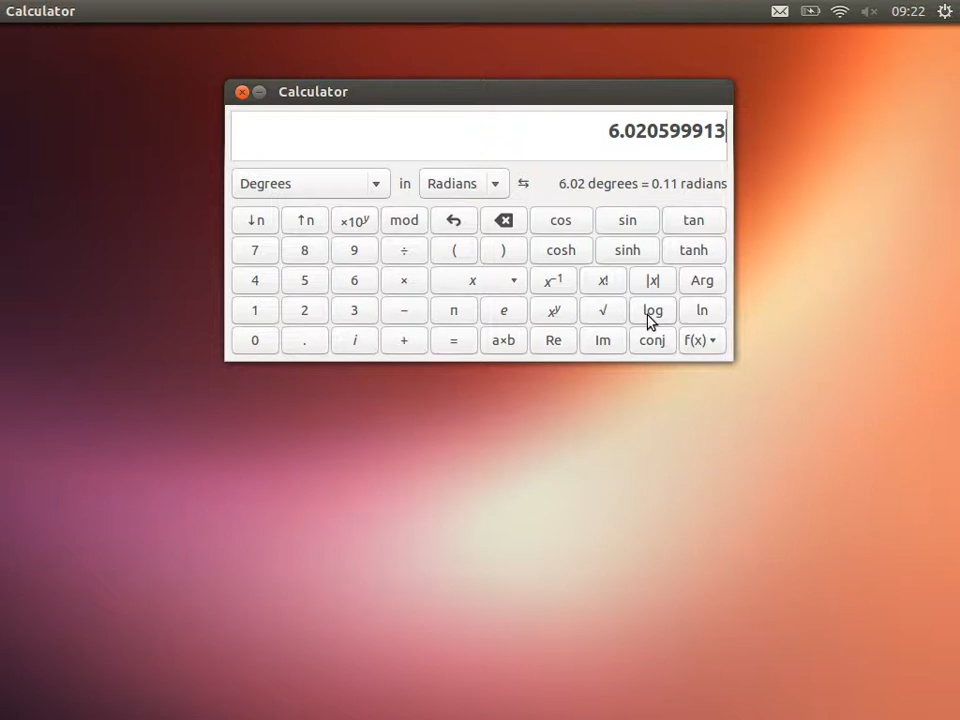 Calculator
09:22
Calculator
6.020599913
Degrees in Radians 6.02 degrees = 0.11 radians
↓n ↑n ×10ʸ mod cos sin tan
7 8 9 ÷ ( ) cosh sinh tanh
4 5 6 × x x⁻¹ x! |x| Arg
1 2 3 − π e xʸ √ log ln
0 . i + = a×b Re Im conj f(x)